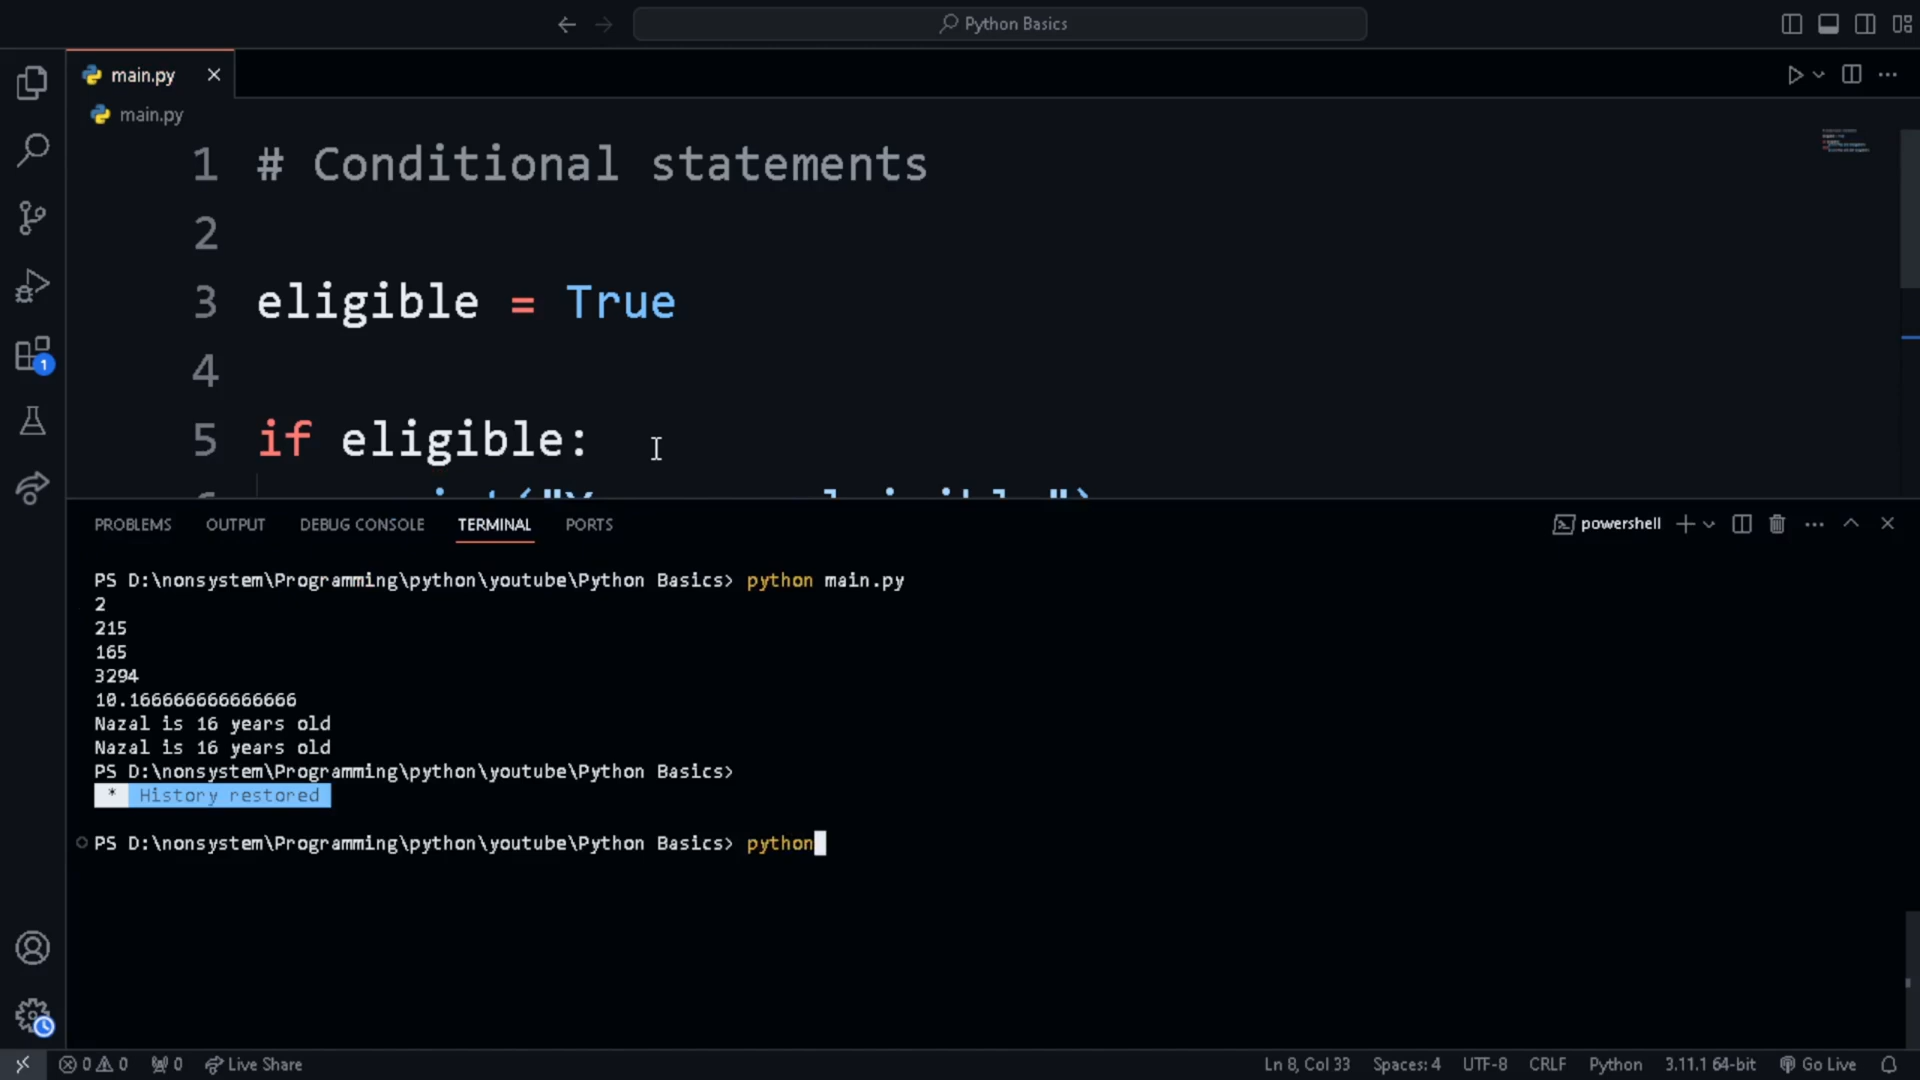 Python Basics
main.py
main.py
1 # Conditional statements
2
3 eligible = True
4
5 if eligible:
PROBLEMS OUTPUT DEBUG CONSOLE TERMINAL PORTS powershell
PS D:\nonsystem\Programming\python\youtube\Python Basics> python main.py
2
215
165
3294
10.166666666666666
Nazal is 16 years old
Nazal is 16 years old
PS D:\nonsystem\Programming\python\youtube\Python Basics>
* History restored
PS D:\nonsystem\Programming\python\youtube\Python Basics> python
1
0 0 0 Live Share Ln 8, Col 33 Spaces: 4 UTF-8 CRLF Python 3.11.1 64-bit Go Live